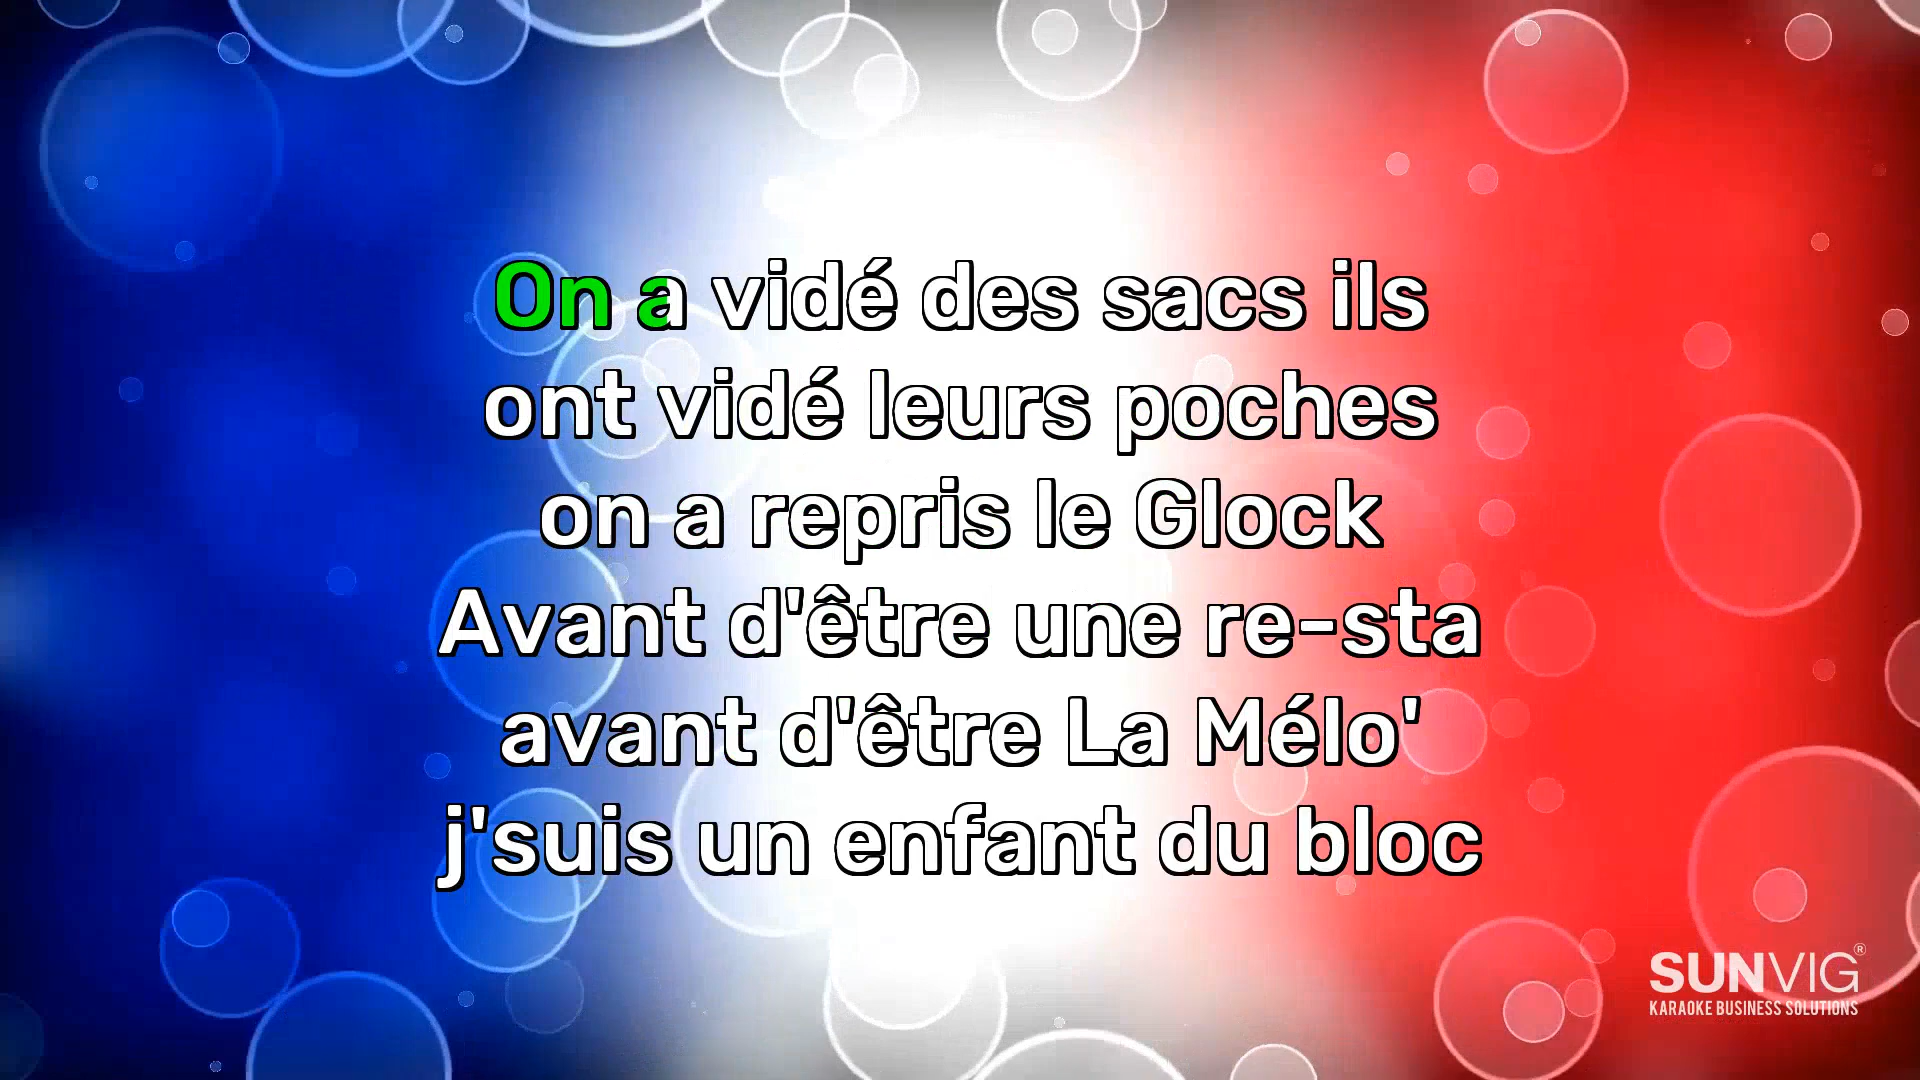 On a vidé des sacs ils
ont vidé leurs poches
on a repris le Glock
Avant d'être une re-sta
avant d'être La Mélo'
j'suis un enfant du bloc
SUNVIG®
KARAOKE BUSINESS SOLUTIONS